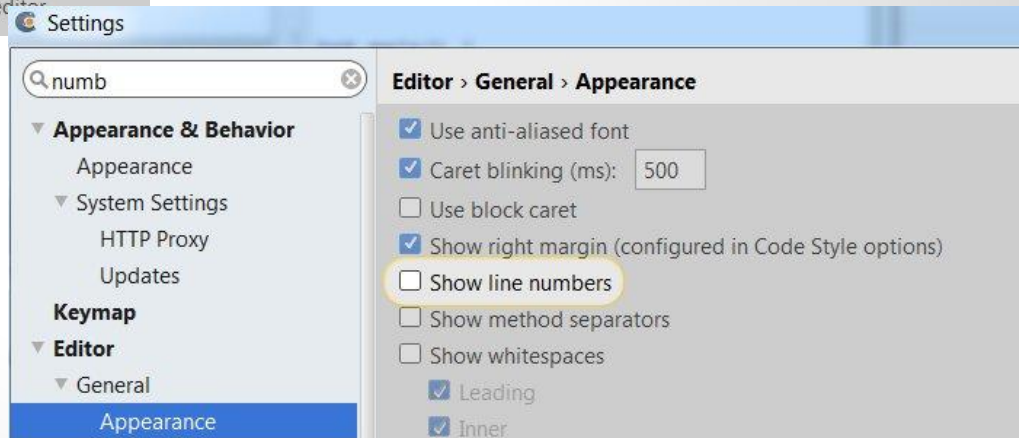 editor
Settings
numb
Appearance & Behavior
Appearance
System Settings
HTTP Proxy
Updates
Keymap
Editor
General
Appearance
Editor › General › Appearance
Use anti-aliased font
Caret blinking (ms): 500
Use block caret
Show right margin (configured in Code Style options)
Show line numbers
Show method separators
Show whitespaces
Leading
Inner